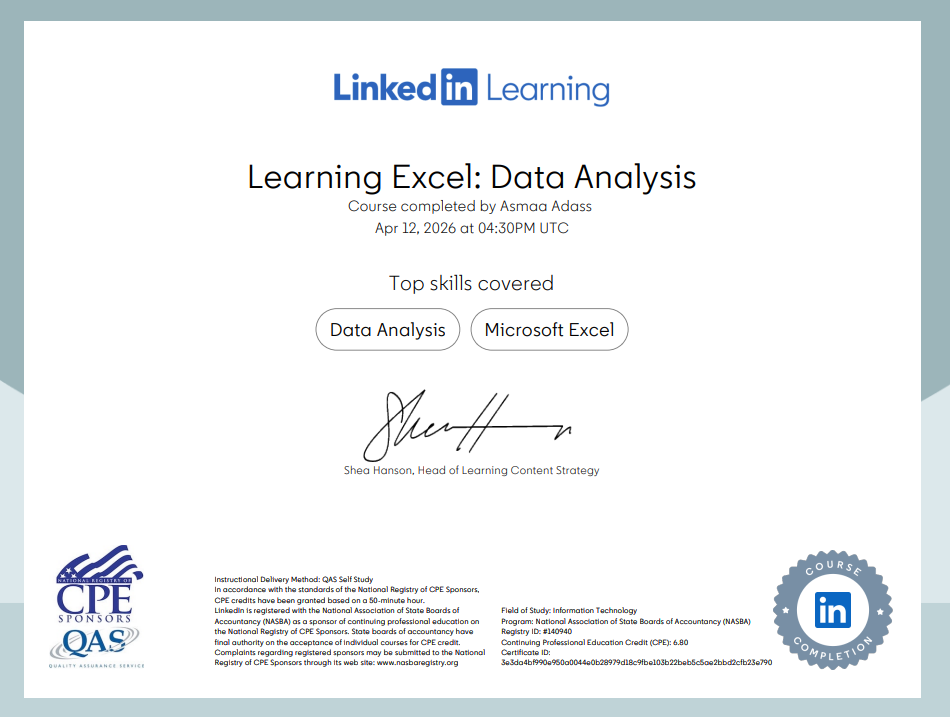 LinkedIn Learning
Learning Excel: Data Analysis
Course completed by Asmaa Adass
Apr 12, 2026 at 04:30PM UTC
Top skills covered
Data Analysis
Microsoft Excel
Shea Hanson, Head of Learning Content Strategy
NATIONAL REGISTRY OF
CPE
SPONSORS
QAS
QUALITY ASSURANCE SERVICE
Instructional Delivery Method: QAS Self Study
In accordance with the standards of the National Registry of CPE Sponsors,
CPE credits have been granted based on a 50-minute hour.
LinkedIn is registered with the National Association of State Boards of
Accountancy (NASBA) as a sponsor of continuing professional education on
the National Registry of CPE Sponsors. State boards of accountancy have
final authority on the acceptance of individual courses for CPE credit.
Complaints regarding registered sponsors may be submitted to the National
Registry of CPE Sponsors through its web site: www.nasbaregistry.org
Field of Study: Information Technology
Program: National Association of State Boards of Accountancy (NASBA)
Registry ID: #140940
Continuing Professional Education Credit (CPE): 6.80
Certificate ID:
3e3da4bf990e950a0044e0b28979d18c9fbe103b22beb5c5ae2bbd2cfb23e790
COURSE
in
COMPLETION